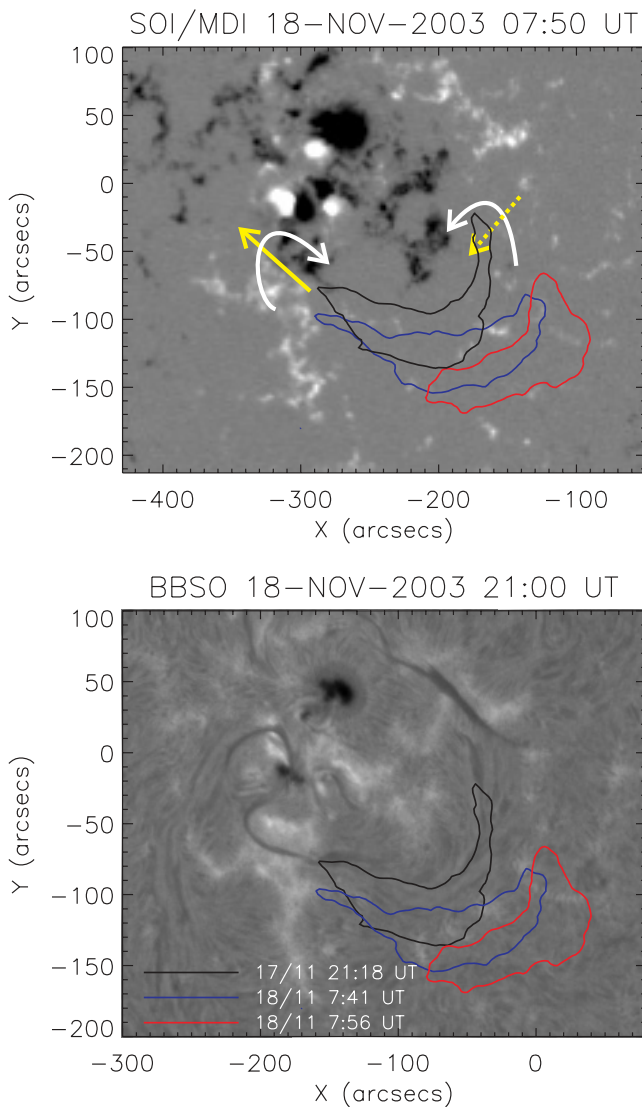 SOI/MDI 18-NOV-2003 07:50 UT
100
50
0
-50
-100
-150
-200
Y (arcsecs)
-400 -300 -200 -100
X (arcsecs)
BBSO 18-NOV-2003 21:00 UT
100
50
0
-50
-100
-150
-200
Y (arcsecs)
17/11 21:18 UT
18/11 7:41 UT
18/11 7:56 UT
-300 -200 -100 0
X (arcsecs)